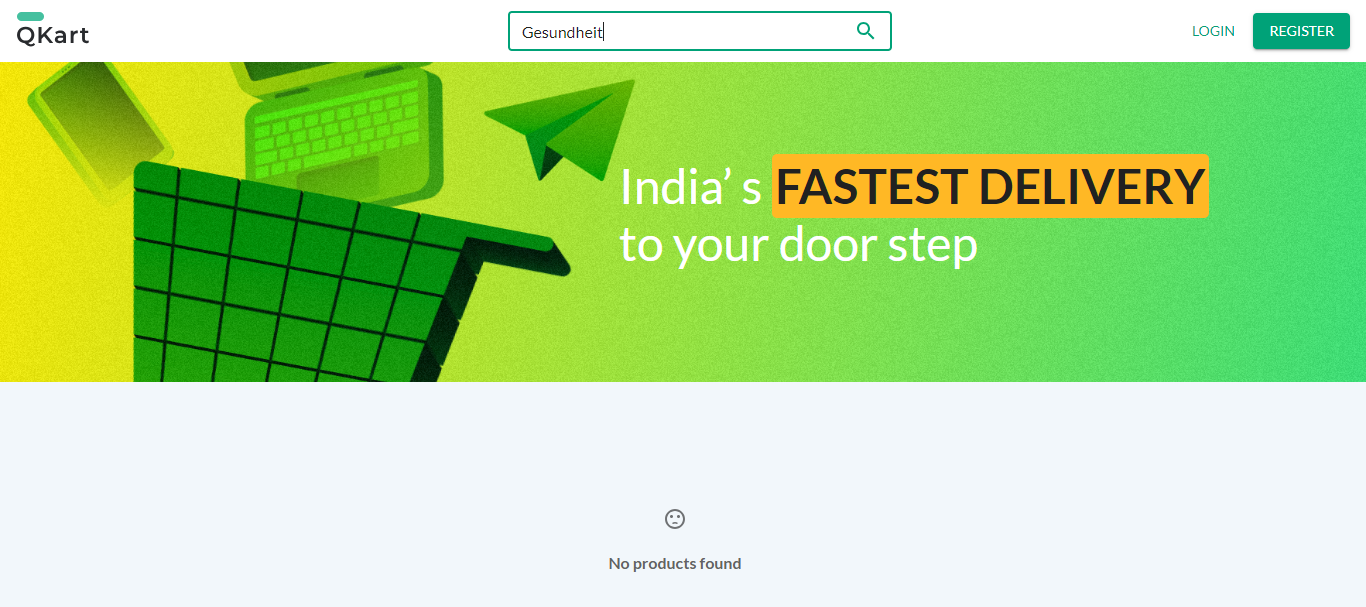 QKart
Gesundheit
LOGIN
REGISTER
India’ s FASTEST DELIVERY
to your door step
No products found